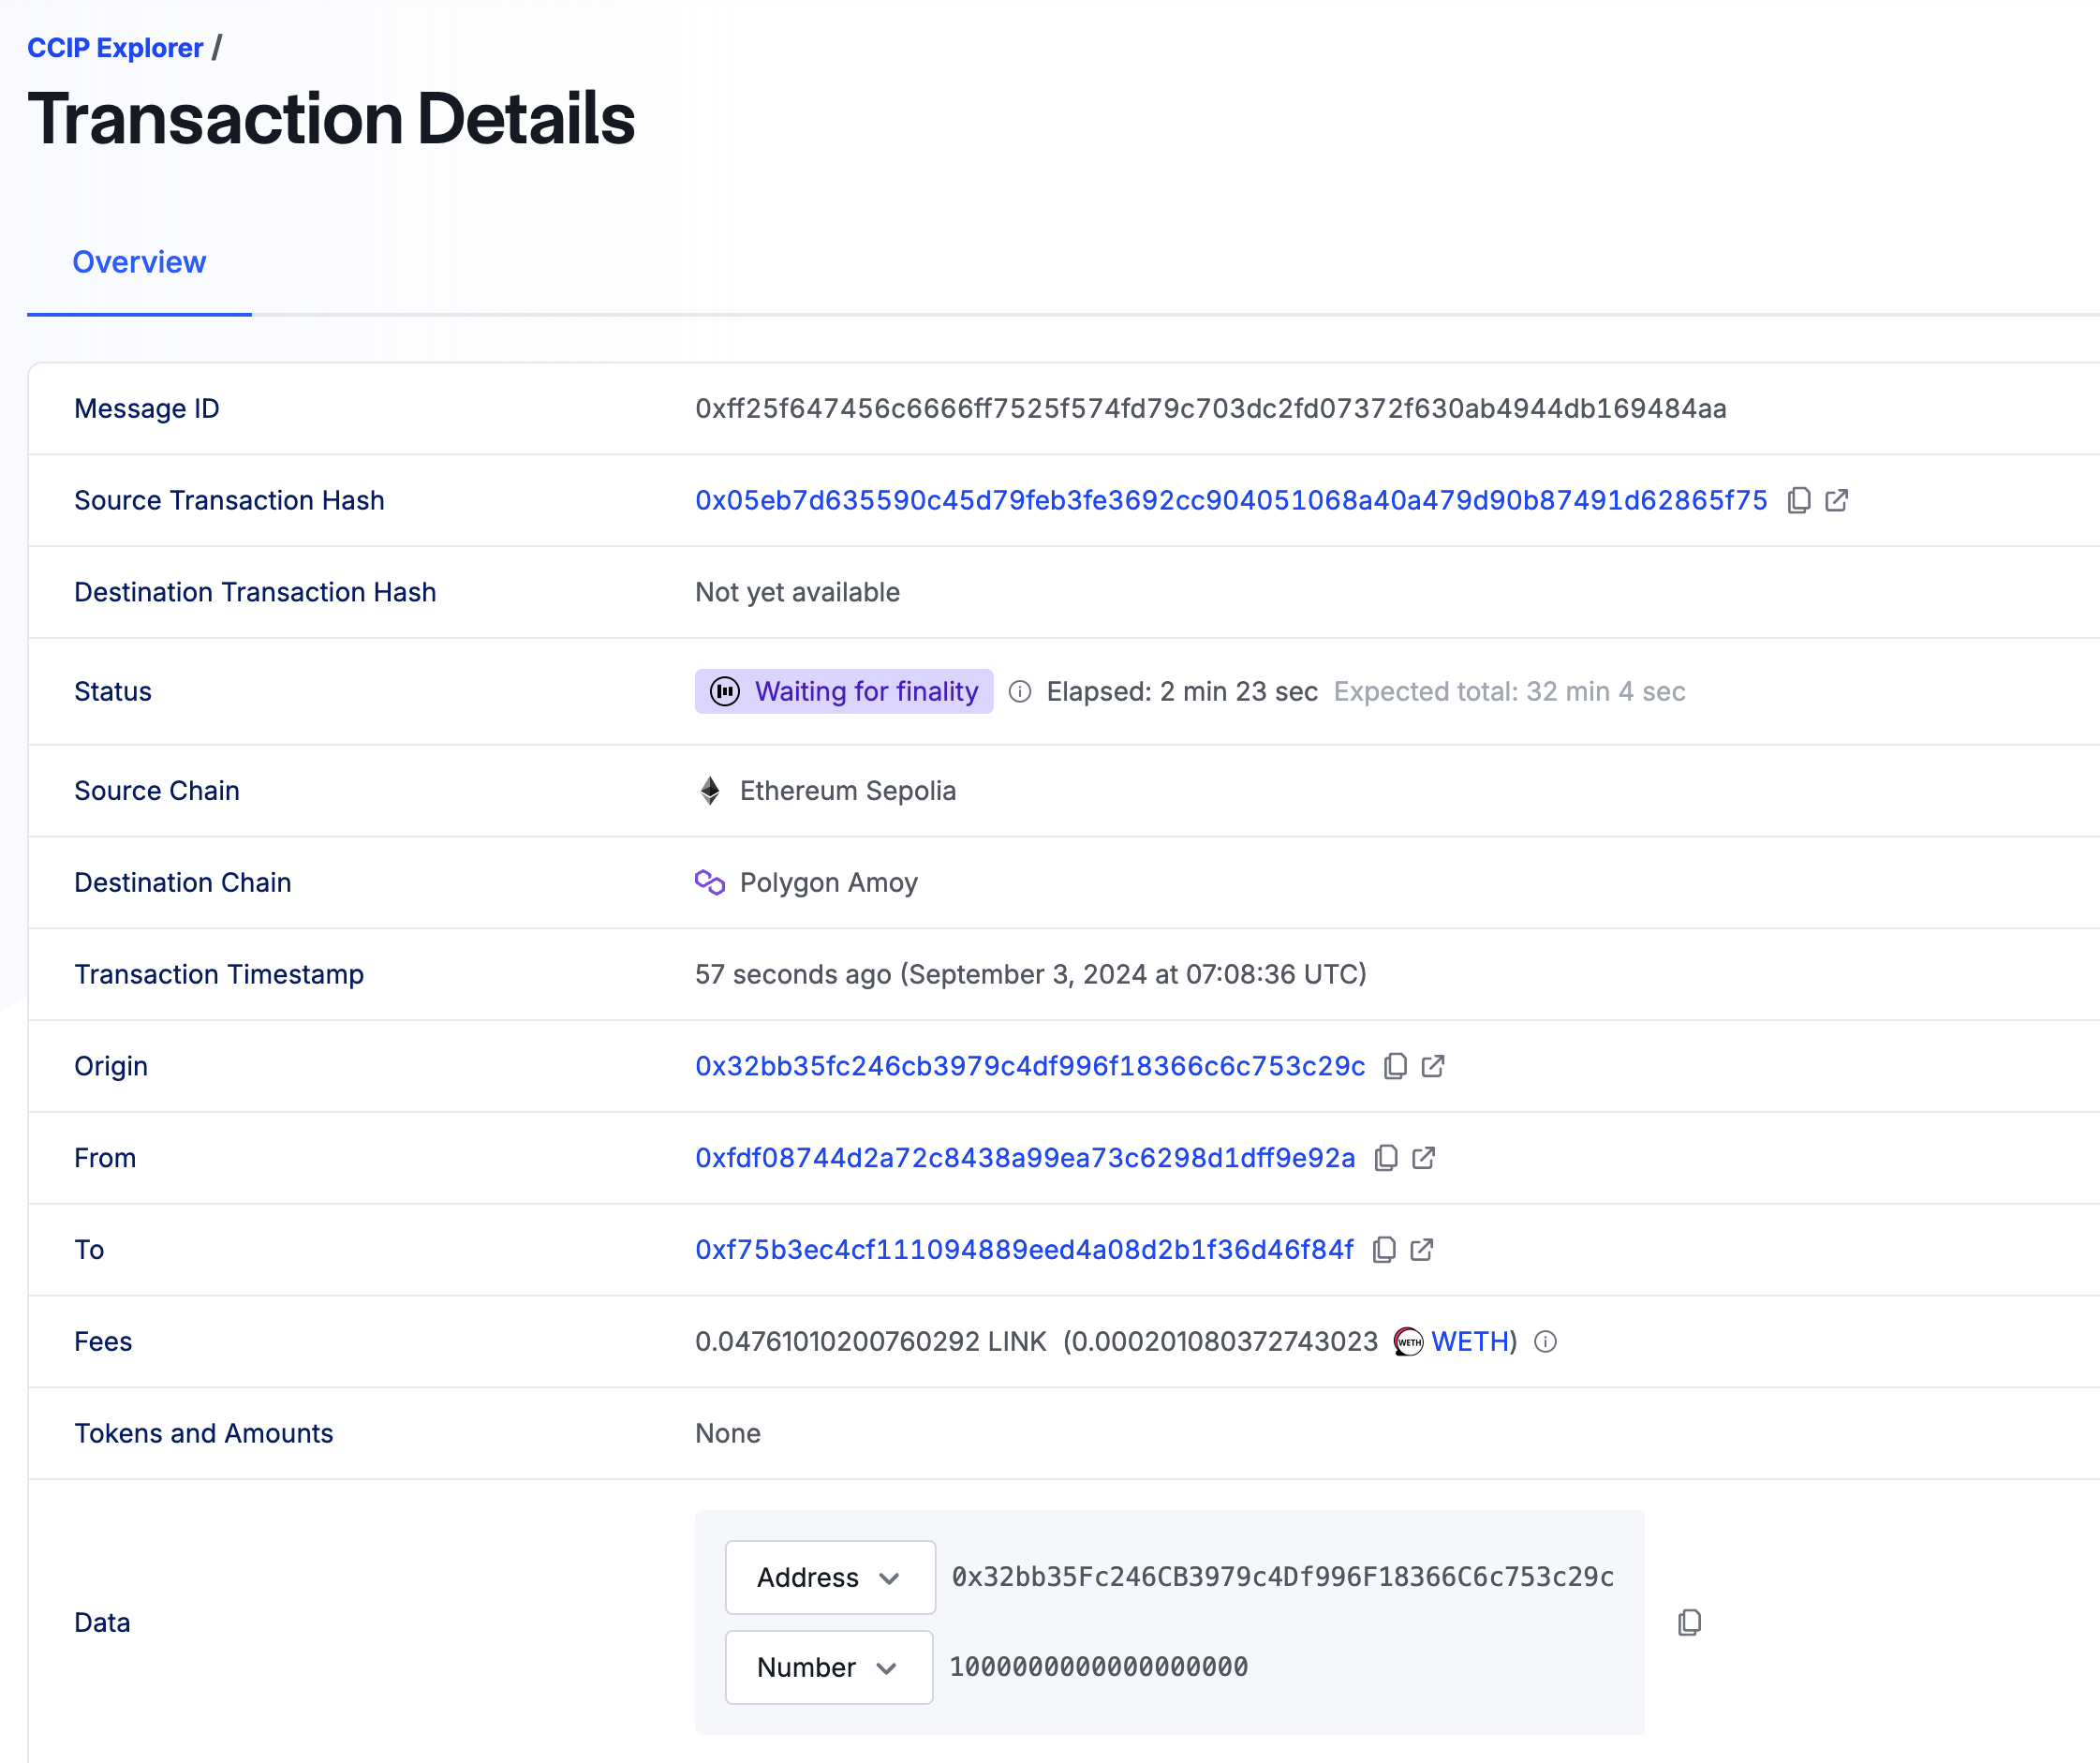 CCIP Explorer /
Transaction Details
Overview
Message ID 0xff25f647456c6666ff7525f574fd79c703dc2fd07372f630ab4944db169484aa
Source Transaction Hash 0x05eb7d635590c45d79feb3fe3692cc904051068a40a479d90b87491d62865f75
Destination Transaction Hash Not yet available
Status Waiting for finality Elapsed: 2 min 23 sec Expected total: 32 min 4 sec
Source Chain Ethereum Sepolia
Destination Chain Polygon Amoy
Transaction Timestamp 57 seconds ago (September 3, 2024 at 07:08:36 UTC)
Origin 0x32bb35fc246cb3979c4df996f18366c6c753c29c
From 0xfdf08744d2a72c8438a99ea73c6298d1dff9e92a
To 0xf75b3ec4cf111094889eed4a08d2b1f36d46f84f
Fees 0.04761010200760292 LINK (0.000201080372743023 WETH WETH)
Tokens and Amounts None
Data
Address 0x32bb35Fc246CB3979c4Df996F18366C6c753c29c
Number 1000000000000000000